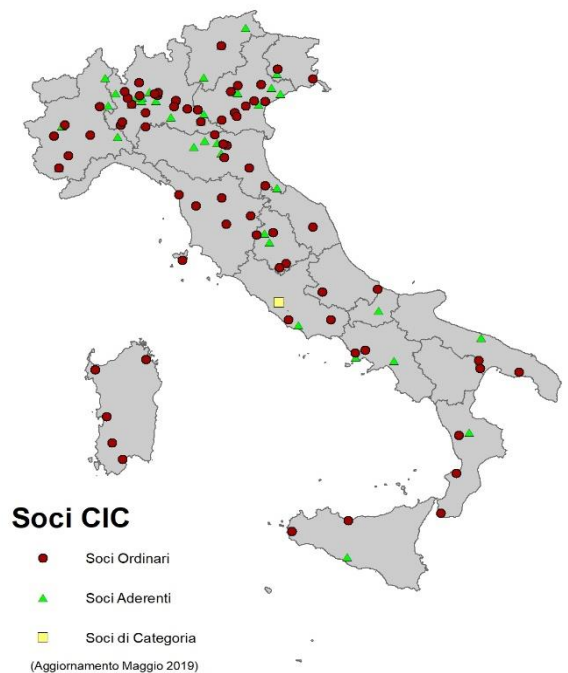 Soci CIC
Soci Ordinari
Soci Aderenti
Soci di Categoria
(Aggiornamento Maggio 2019)